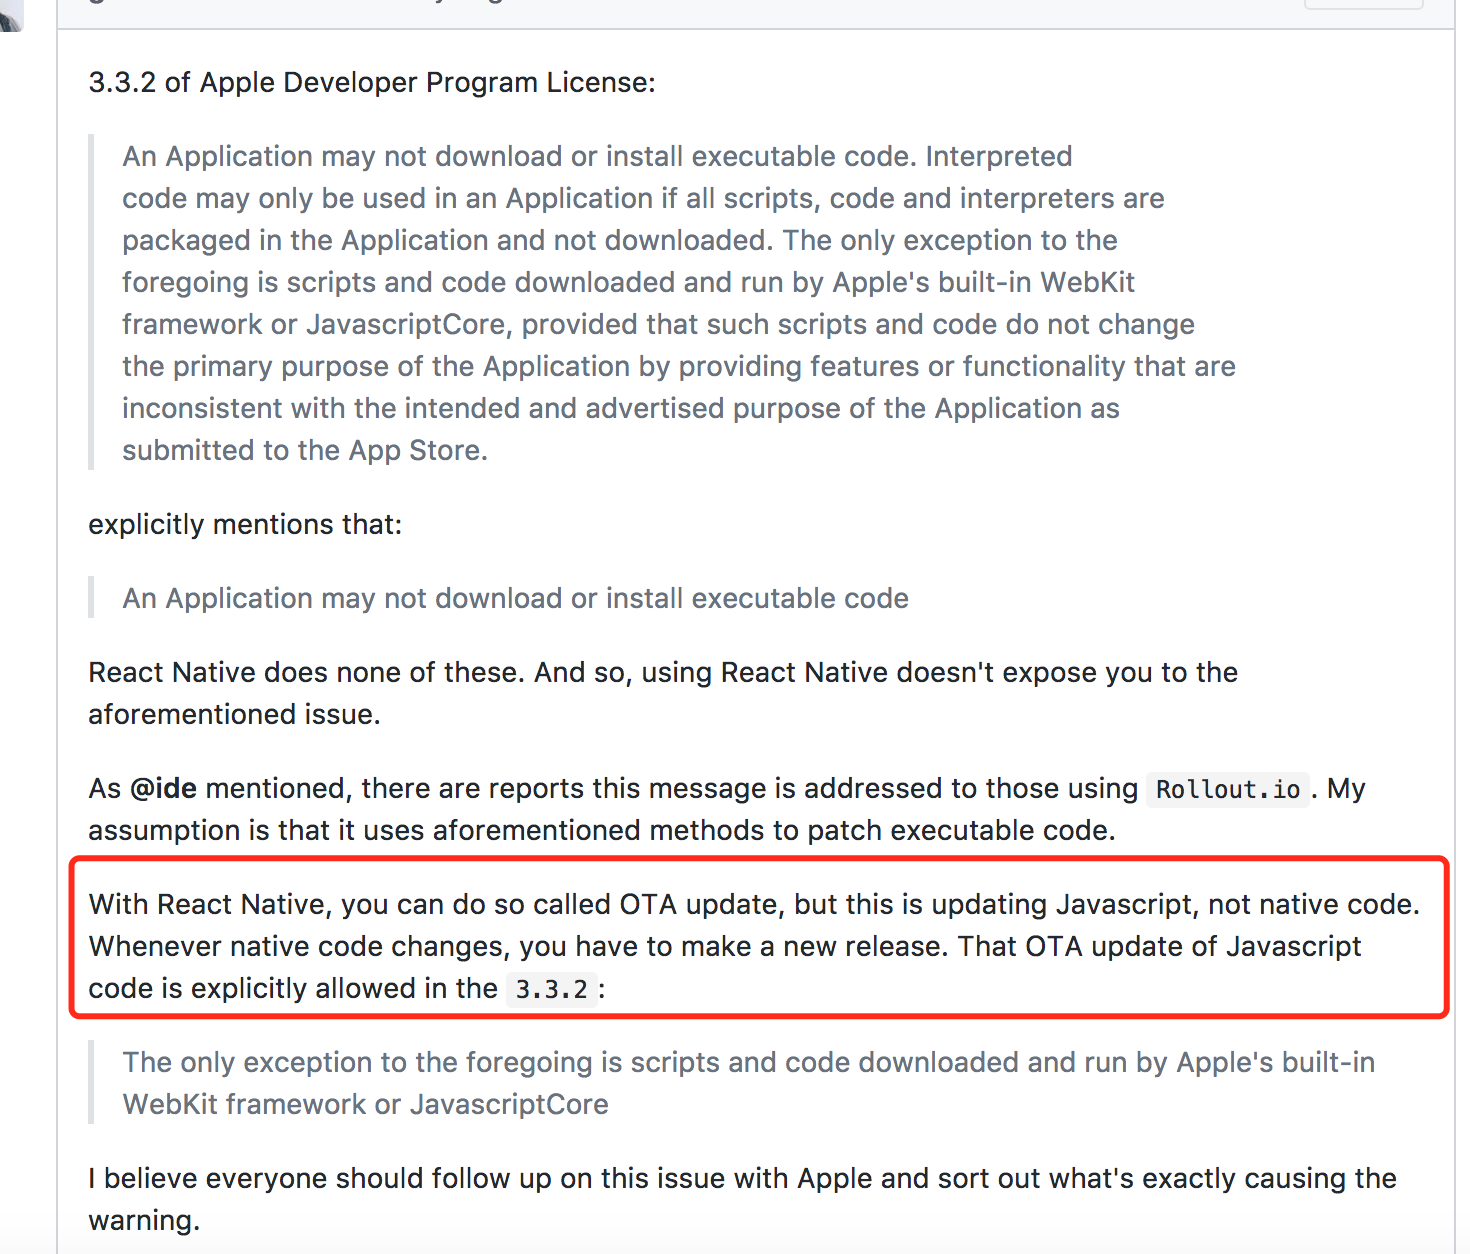 3.3.2 of Apple Developer Program License:
An Application may not download or install executable code. Interpreted
code may only be used in an Application if all scripts, code and interpreters are
packaged in the Application and not downloaded. The only exception to the
foregoing is scripts and code downloaded and run by Apple's built-in WebKit
framework or JavascriptCore, provided that such scripts and code do not change
the primary purpose of the Application by providing features or functionality that are
inconsistent with the intended and advertised purpose of the Application as
submitted to the App Store.
explicitly mentions that:
An Application may not download or install executable code
React Native does none of these. And so, using React Native doesn't expose you to the
aforementioned issue.
As @ide mentioned, there are reports this message is addressed to those using Rollout.io. My
assumption is that it uses aforementioned methods to patch executable code.
With React Native, you can do so called OTA update, but this is updating Javascript, not native code.
Whenever native code changes, you have to make a new release. That OTA update of Javascript
code is explicitly allowed in the 3.3.2:
The only exception to the foregoing is scripts and code downloaded and run by Apple's built-in
WebKit framework or JavascriptCore
I believe everyone should follow up on this issue with Apple and sort out what's exactly causing the
warning.